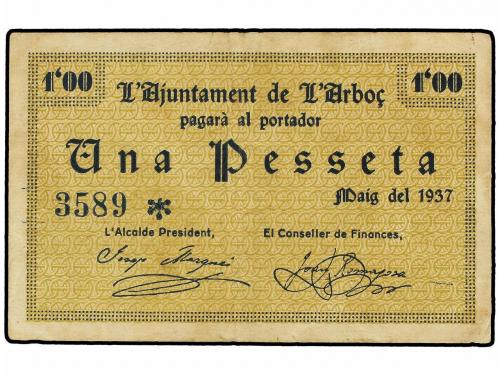 1'00 1'00
L'Ajuntament de L'Arboç
pagarà al portador
Una Pesseta
Maig del 1937
3589 *
L'Alcalde President, El Conseller de Finances,
Josep